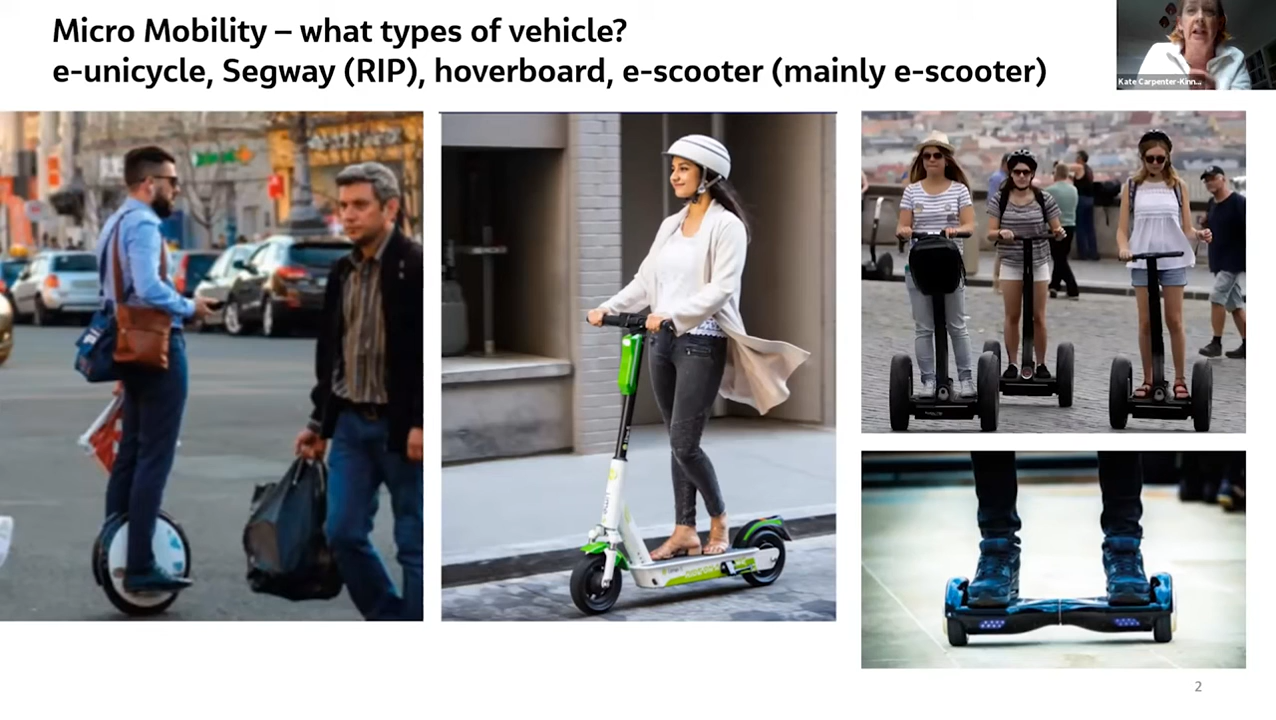 Micro Mobility – what types of vehicle?
e-unicycle, Segway (RIP), hoverboard, e-scooter (mainly e-scooter)
Kate Carpenter-Kinn...
2